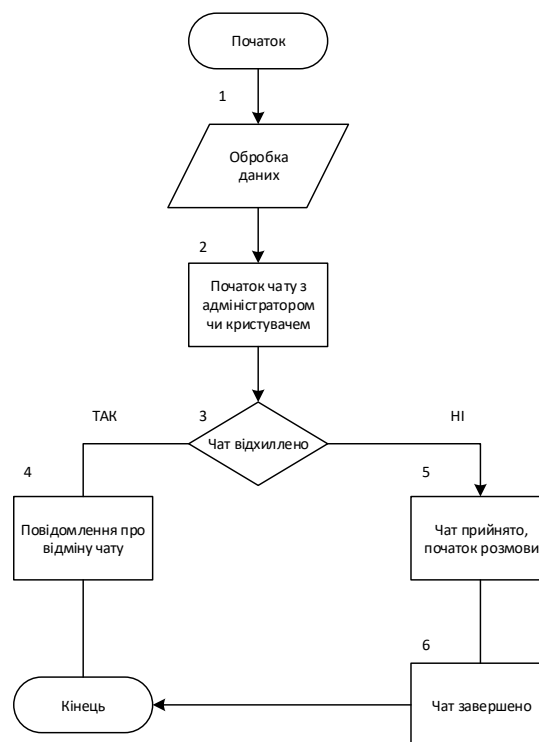 Початок
1
Обробка
даних
2
Початок чату з
адміністратором
чи кристувачем
ТАК
3
НІ
Чат відхиллено
4
5
Повідомлення про
відміну чату
Чат прийнято,
початок розмови
6
Кінець
Чат завершено